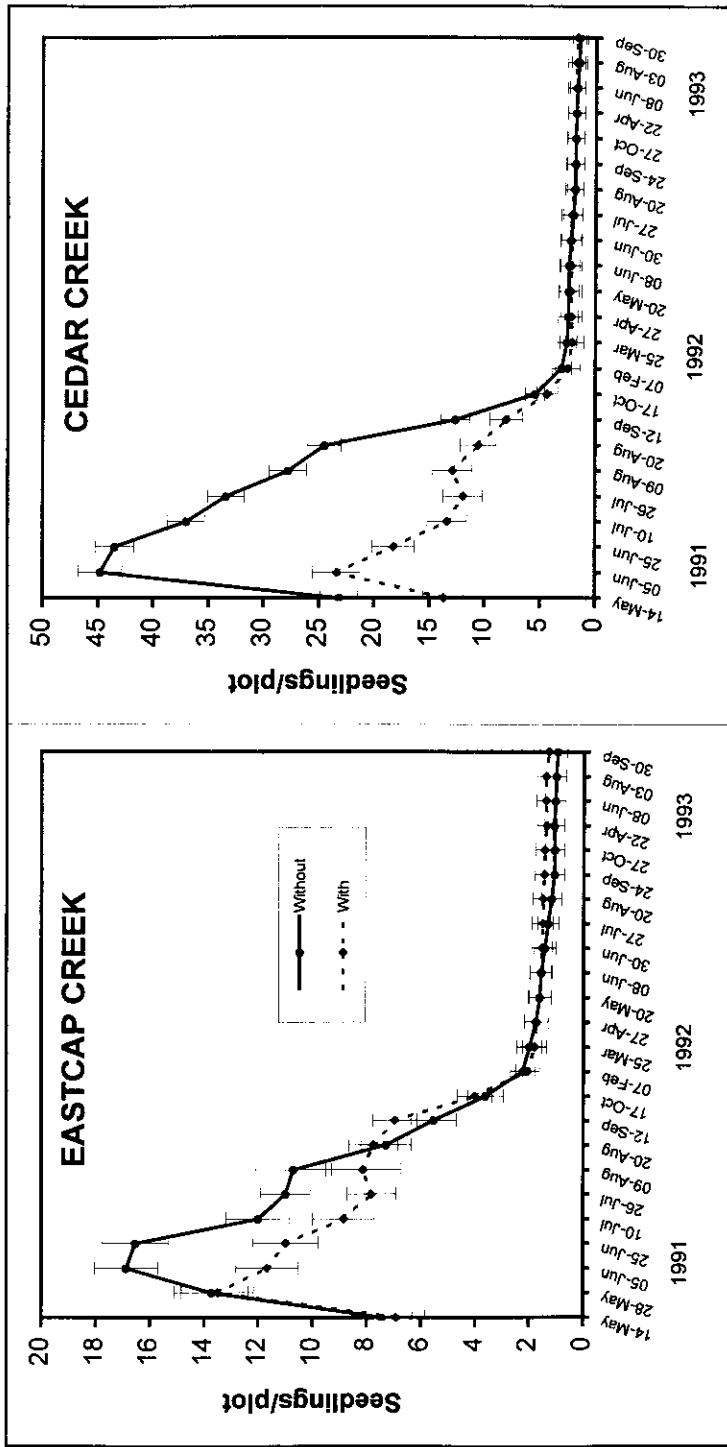 EASTCAP CREEK
Seedlings/plot
20
18
16
14
12
10
8
6
4
2
0
Without
With
14-May
28-May
05-Jun
25-Jun
10-Jul
26-Jul
09-Aug
20-Aug
12-Sep
17-Oct
07-Feb
25-Mar
27-Apr
20-May
08-Jun
30-Jun
27-Jul
20-Aug
24-Sep
27-Oct
22-Apr
08-Jun
03-Aug
30-Sep
1991
1992
1993
CEDAR CREEK
Seedlings/plot
50
45
40
35
30
25
20
15
10
5
0
14-May
05-Jun
25-Jun
10-Jul
26-Jul
09-Aug
20-Aug
12-Sep
17-Oct
07-Feb
25-Mar
27-Apr
20-May
08-Jun
30-Jun
27-Jul
20-Aug
24-Sep
27-Oct
22-Apr
08-Jun
03-Aug
30-Sep
1991
1992
1993